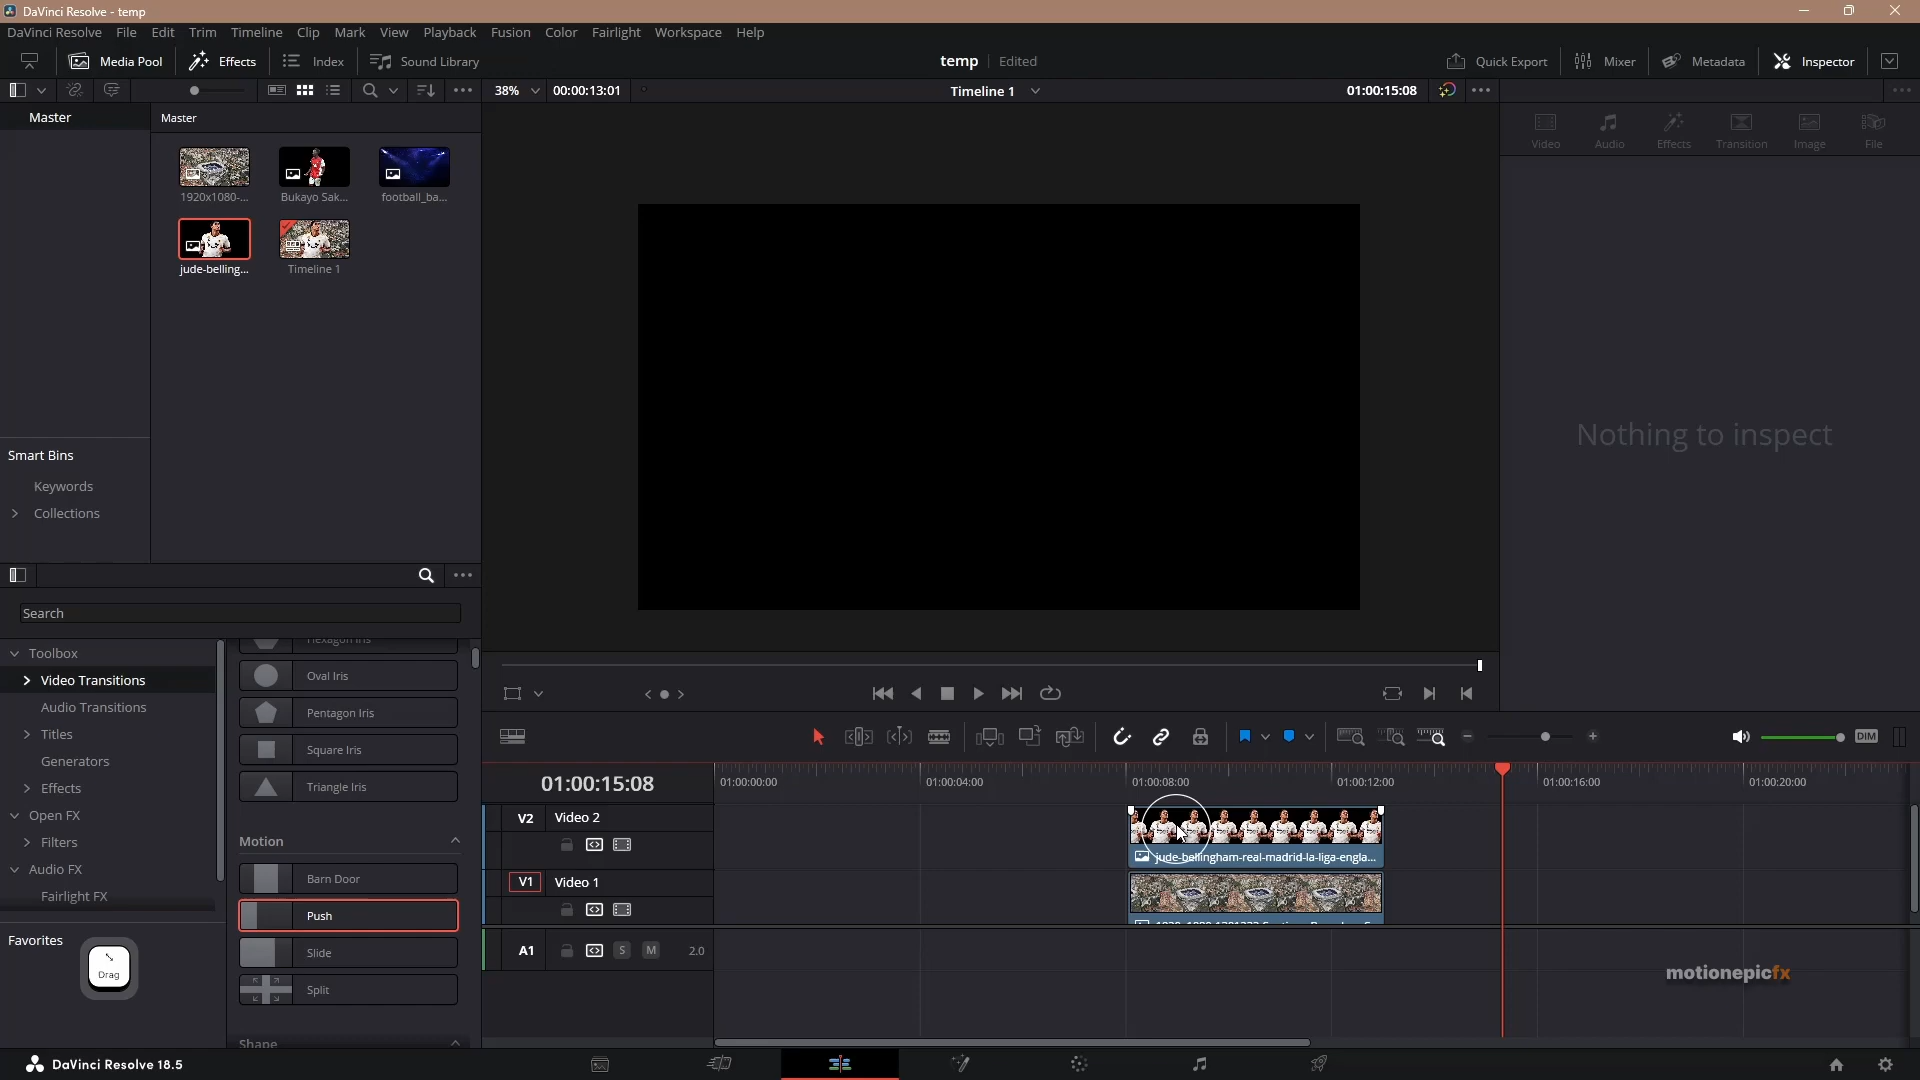 DaVinci Resolve - temp
DaVinci Resolve File Edit Trim Timeline Clip Mark View Playback Fusion Color Fairlight Workspace Help
Media Pool Effects Index Sound Library temp Edited Quick Export Mixer Metadata Inspector
38% 00:00:13:01 Timeline 1 01:00:15:08
Master Master
Video Audio Effects Transition Image File
1920x1080-... Bukayo Sak... football_ba...
jude-belling... Timeline 1
Nothing to inspect
Smart Bins
Keywords
Collections
Search
Toolbox
Video Transitions
Audio Transitions
Titles
Generators
Effects
Open FX
Filters
Audio FX
Fairlight FX
Favorites
Drag
Hexagon Iris
Oval Iris
Pentagon Iris
Square Iris
Triangle Iris
Motion
Barn Door
Push
Slide
Split
Shape
DIM
01:00:15:08 01:00:00:00 01:00:04:00 01:00:08:00 01:00:12:00 01:00:16:00 01:00:20:00
V2 Video 2
jude-bellingham-real-madrid-la-liga-engla...
V1 Video 1
A1 S M 2.0
motionepicfx
DaVinci Resolve 18.5